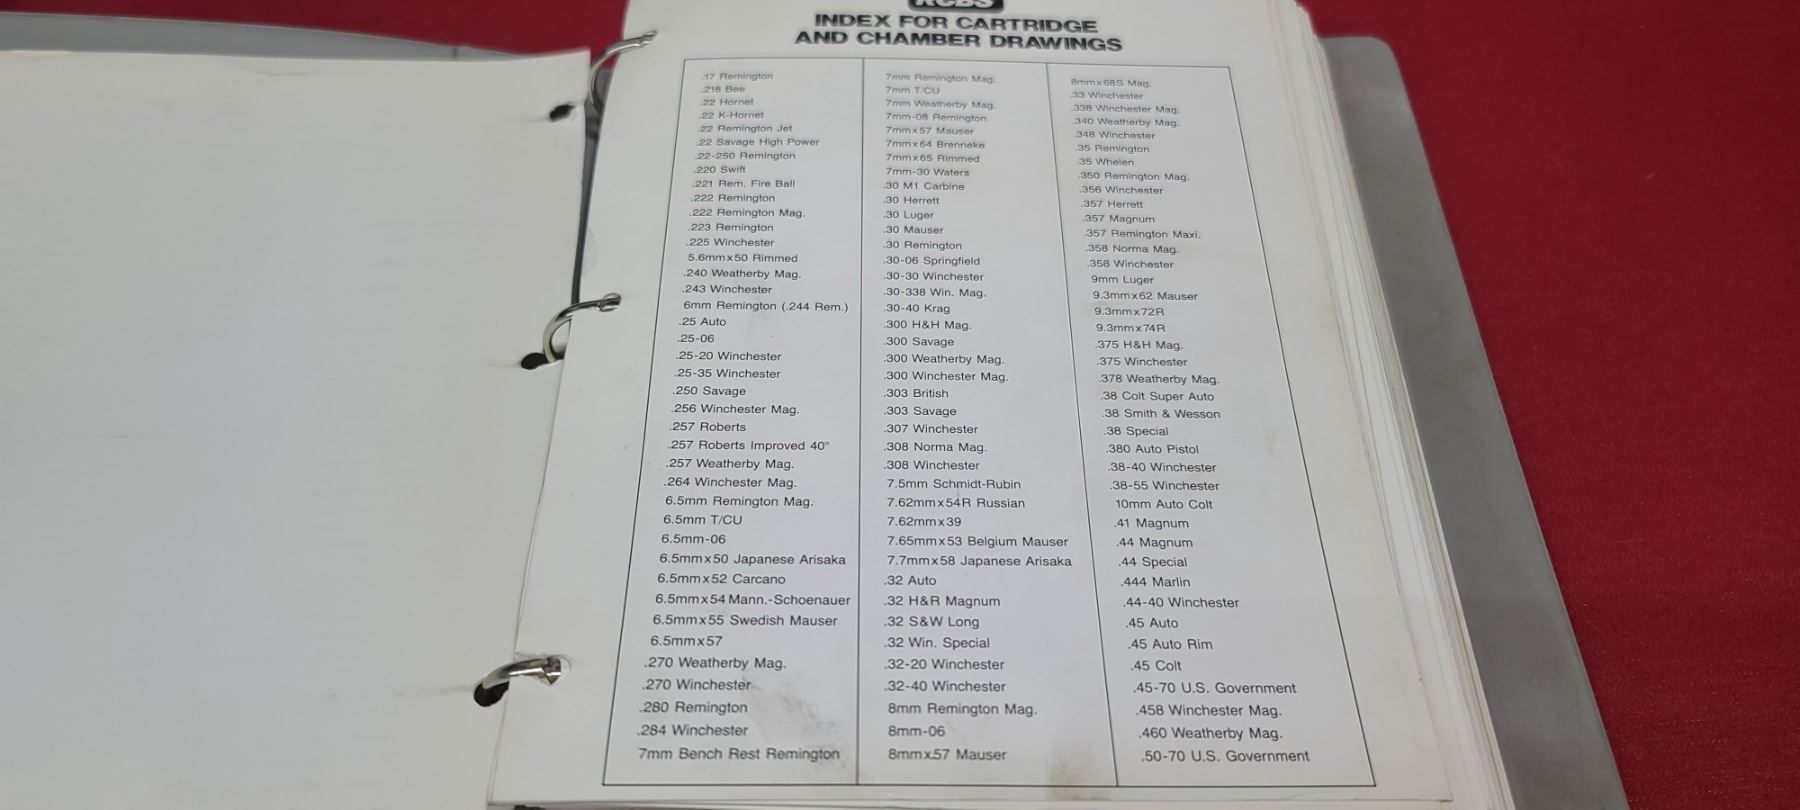 RCBS
INDEX FOR CARTRIDGE
AND CHAMBER DRAWINGS
.17 Remington
.218 Bee
.22 Hornet
.22 K-Hornet
.22 Remington Jet
.22 Savage High Power
.22-250 Remington
.220 Swift
.221 Rem. Fire Ball
.222 Remington
.222 Remington Mag.
.223 Remington
.225 Winchester
5.6mmx50 Rimmed
.240 Weatherby Mag.
.243 Winchester
6mm Remington (.244 Rem.)
.25 Auto
.25-06
.25-20 Winchester
.25-35 Winchester
.250 Savage
.256 Winchester Mag.
.257 Roberts
.257 Roberts Improved 40°
.257 Weatherby Mag.
.264 Winchester Mag.
6.5mm Remington Mag.
6.5mm T/CU
6.5mm-06
6.5mmx50 Japanese Arisaka
6.5mmx52 Carcano
6.5mmx54 Mann.-Schoenauer
6.5mmx55 Swedish Mauser
6.5mmx57
.270 Weatherby Mag.
.270 Winchester
.280 Remington
.284 Winchester
7mm Bench Rest Remington
7mm Remington Mag.
7mm T/CU
7mm Weatherby Mag.
7mm-08 Remington
7mmx57 Mauser
7mmx64 Brenneke
7mmx65 Rimmed
7mm-30 Waters
.30 M1 Carbine
.30 Herrett
.30 Luger
.30 Mauser
.30 Remington
.30-06 Springfield
.30-30 Winchester
.30-338 Win. Mag.
.30-40 Krag
.300 H&H Mag.
.300 Savage
.300 Weatherby Mag.
.300 Winchester Mag.
.303 British
.303 Savage
.307 Winchester
.308 Norma Mag.
.308 Winchester
7.5mm Schmidt-Rubin
7.62mmx54R Russian
7.62mmx39
7.65mmx53 Belgium Mauser
7.7mmx58 Japanese Arisaka
.32 Auto
.32 H&R Magnum
.32 S&W Long
.32 Win. Special
.32-20 Winchester
.32-40 Winchester
8mm Remington Mag.
8mm-06
8mmx57 Mauser
8mmx68S Mag.
.33 Winchester
.338 Winchester Mag.
.340 Weatherby Mag.
.348 Winchester
.35 Remington
.35 Whelen
.350 Remington Mag.
.356 Winchester
.357 Herrett
.357 Magnum
.357 Remington Maxi.
.358 Norma Mag.
.358 Winchester
9mm Luger
9.3mmx62 Mauser
9.3mmx72R
9.3mmx74R
.375 H&H Mag.
.375 Winchester
.378 Weatherby Mag.
.38 Colt Super Auto
.38 Smith & Wesson
.38 Special
.380 Auto Pistol
.38-40 Winchester
.38-55 Winchester
10mm Auto Colt
.41 Magnum
.44 Magnum
.44 Special
.444 Marlin
.44-40 Winchester
.45 Auto
.45 Auto Rim
.45 Colt
.45-70 U.S. Government
.458 Winchester Mag.
.460 Weatherby Mag.
.50-70 U.S. Government